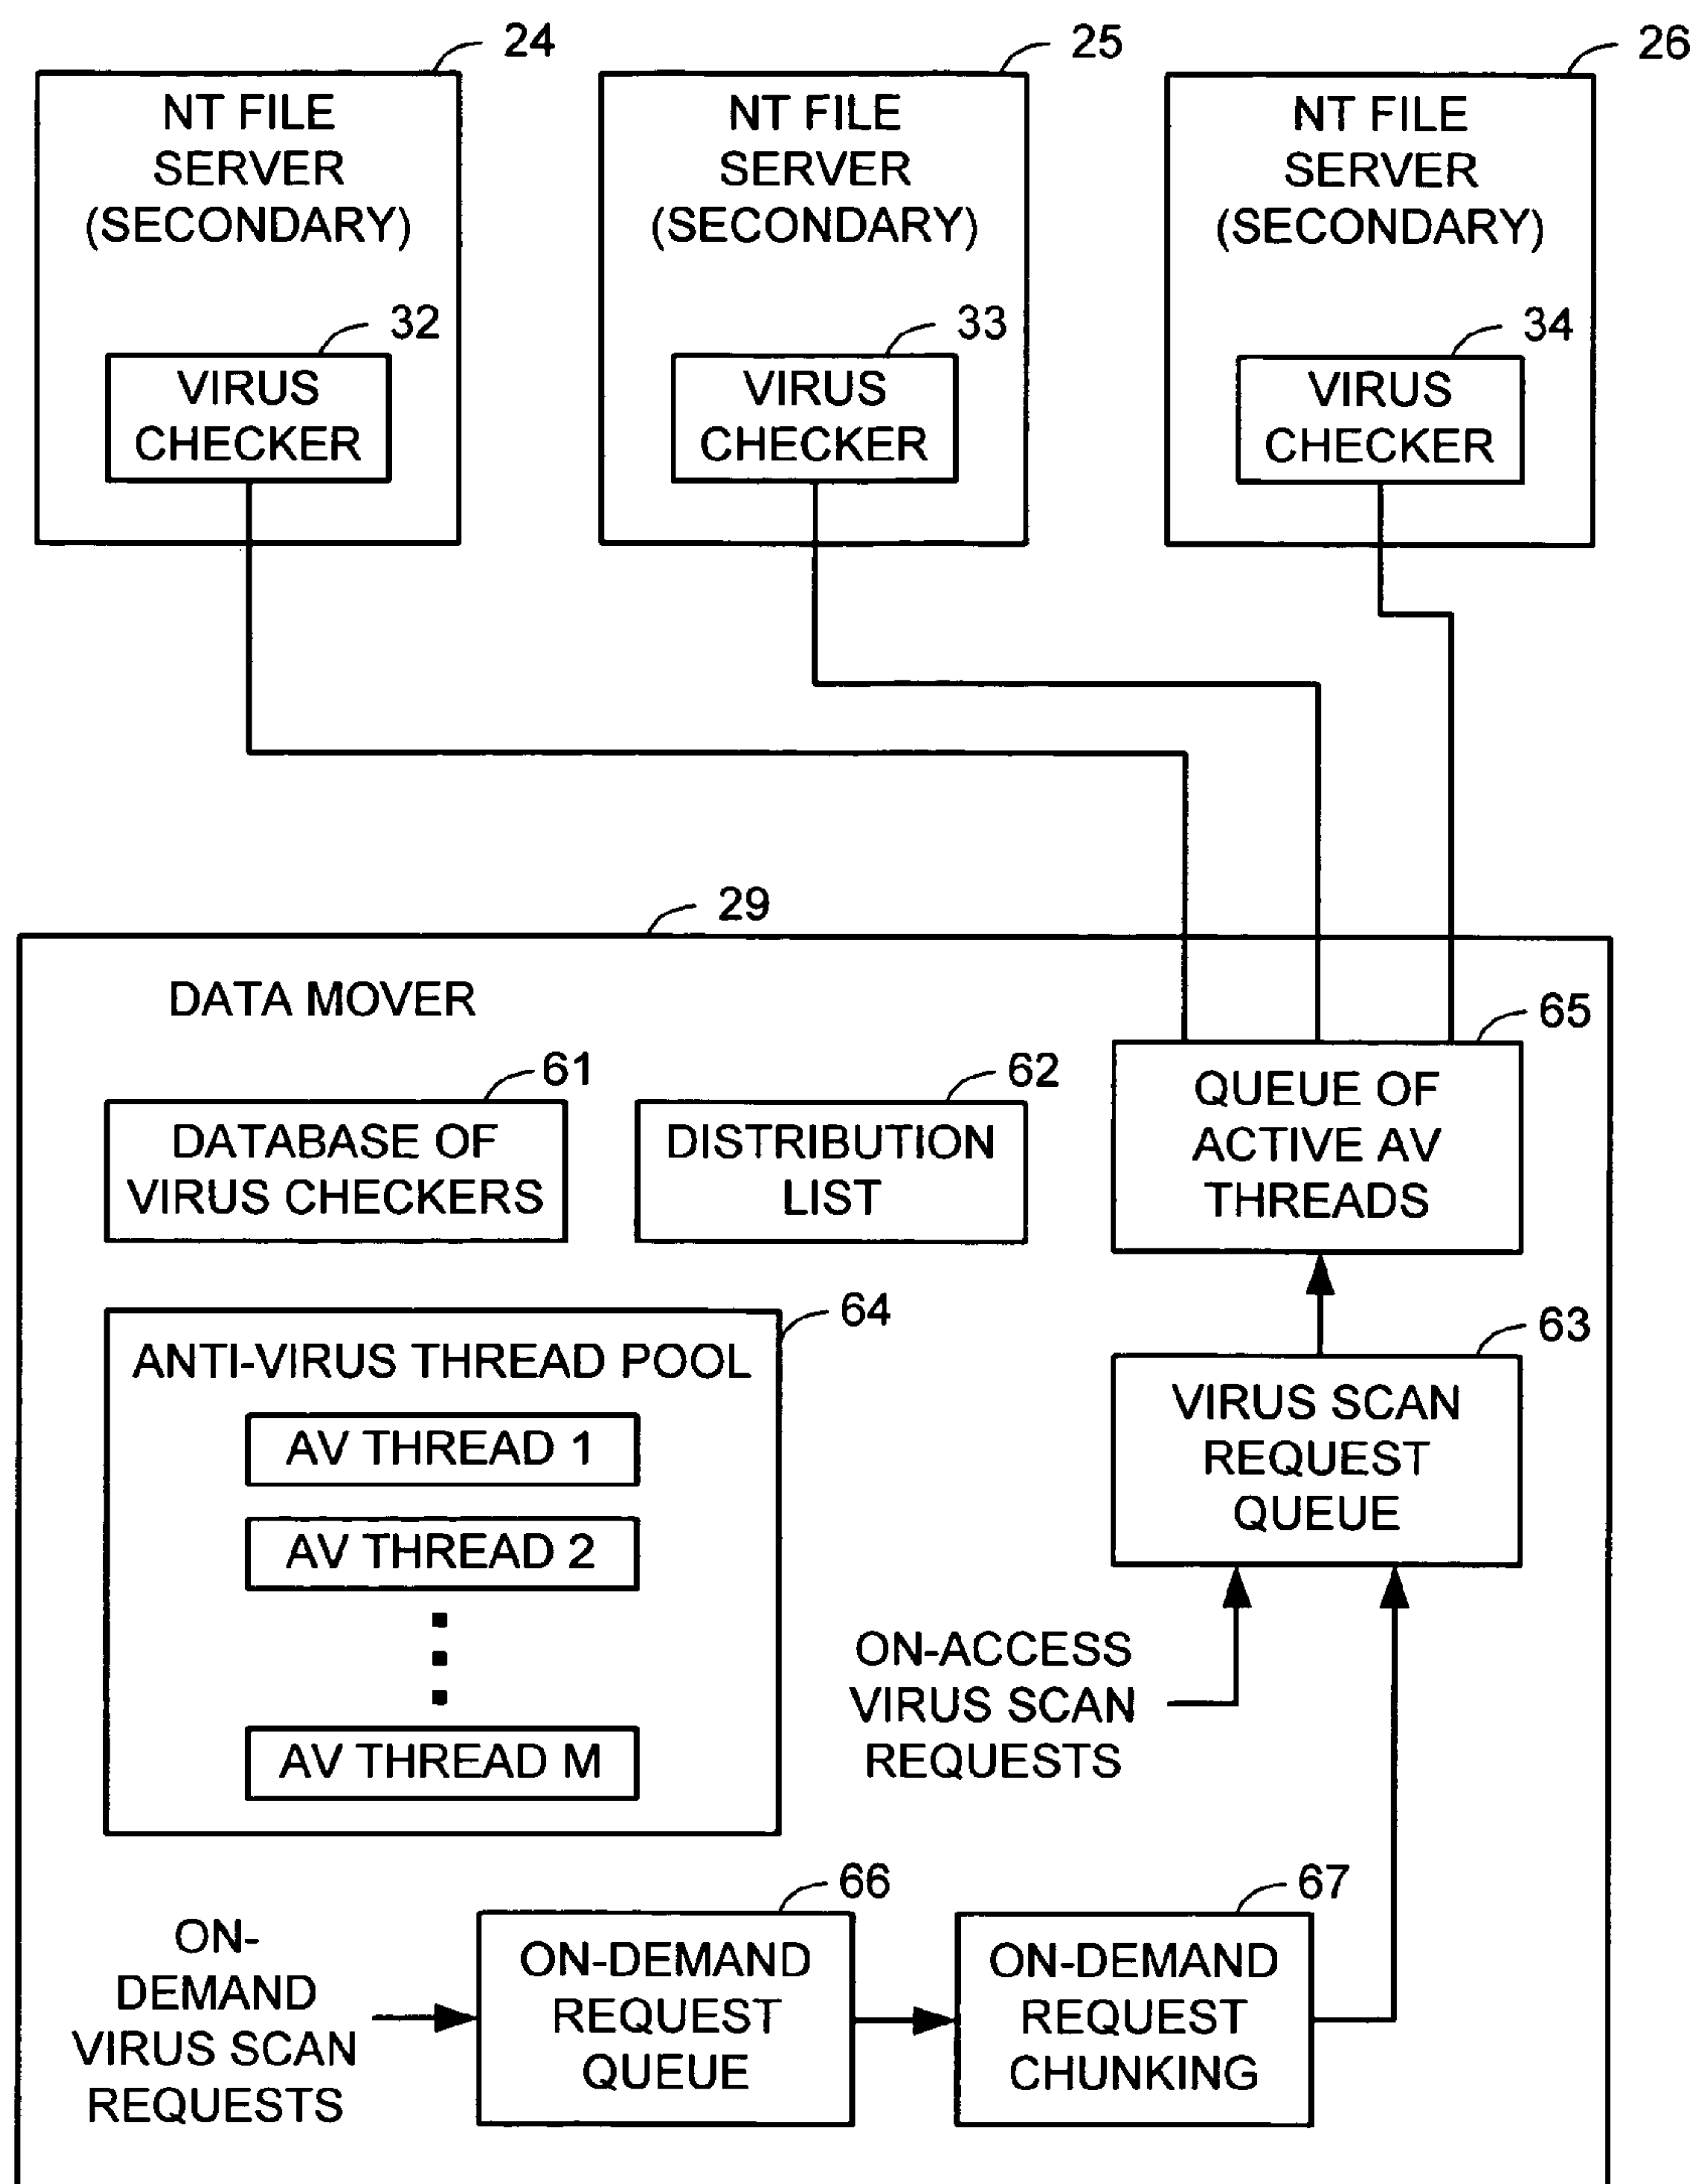 24
NT FILE
SERVER
(SECONDARY)
32
VIRUS
CHECKER
25
NT FILE
SERVER
(SECONDARY)
33
VIRUS
CHECKER
26
NT FILE
SERVER
(SECONDARY)
34
VIRUS
CHECKER
29
DATA MOVER
61
DATABASE OF
VIRUS CHECKERS
62
DISTRIBUTION
LIST
65
QUEUE OF
ACTIVE AV
THREADS
64
ANTI-VIRUS THREAD POOL
AV THREAD 1
AV THREAD 2
AV THREAD M
63
VIRUS SCAN
REQUEST
QUEUE
ON-ACCESS
VIRUS SCAN
REQUESTS
ON-
DEMAND
VIRUS SCAN
REQUESTS
66
ON-DEMAND
REQUEST
QUEUE
67
ON-DEMAND
REQUEST
CHUNKING